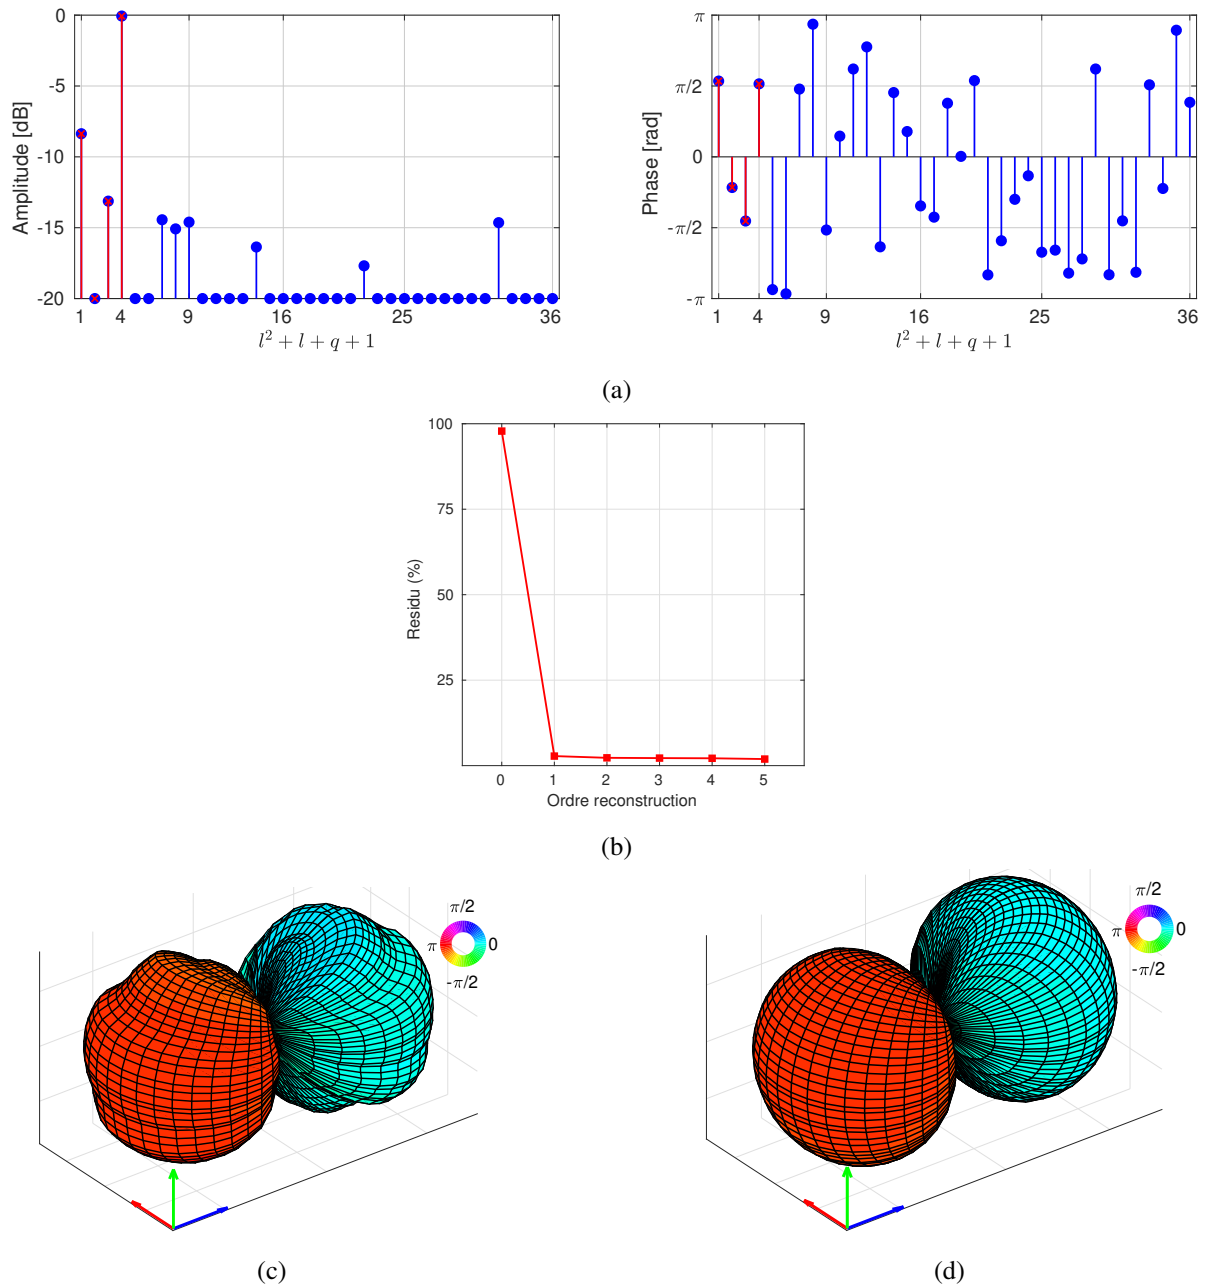 0
-5
-10
-15
-20
Amplitude [dB]
1 4 9 16 25 36
l² + l + q + 1
π
π/2
0
-π/2
-π
Phase [rad]
1 4 9 16 25 36
l² + l + q + 1
(a)
100
75
50
25
Residu (%)
0 1 2 3 4 5
Ordre reconstruction
(b)
π/2
π 0
-π/2
π/2
π 0
-π/2
(c)
(d)